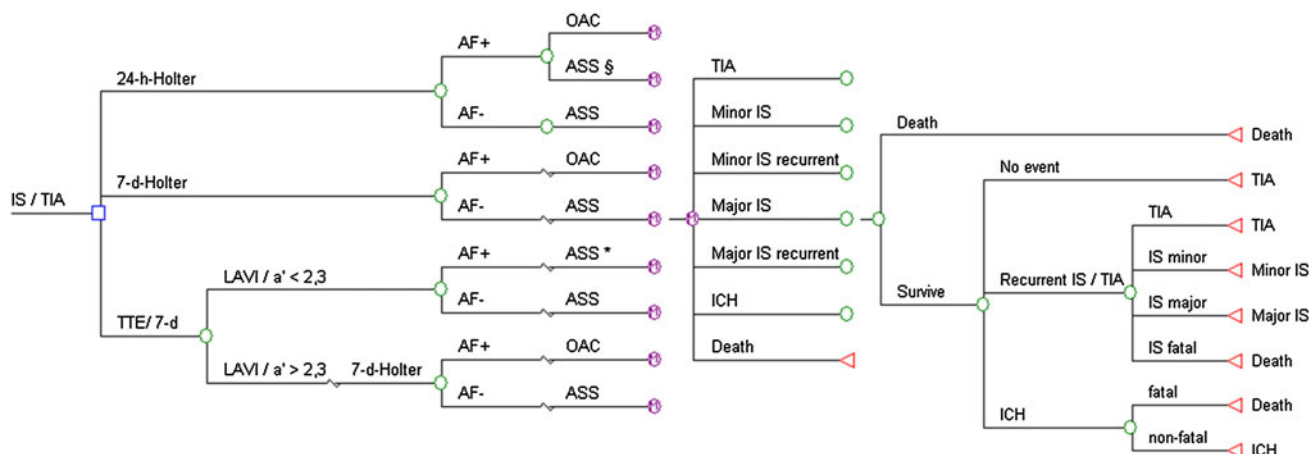 IS / TIA
24-h-Holter
AF+
OAC
ASS §
AF-
ASS
7-d-Holter
AF+
OAC
AF-
ASS
TTE/ 7-d
LAVI / a' < 2,3
AF+
ASS *
AF-
ASS
LAVI / a' > 2,3
7-d-Holter
AF+
OAC
AF-
ASS
M
M
M
M
M
M
M
M
M
M
TIA
Minor IS
Minor IS recurrent
Major IS
Major IS recurrent
ICH
Death
Death
Death
Survive
No event
TIA
Recurrent IS / TIA
TIA
TIA
IS minor
Minor IS
IS major
Major IS
IS fatal
Death
ICH
fatal
Death
non-fatal
ICH